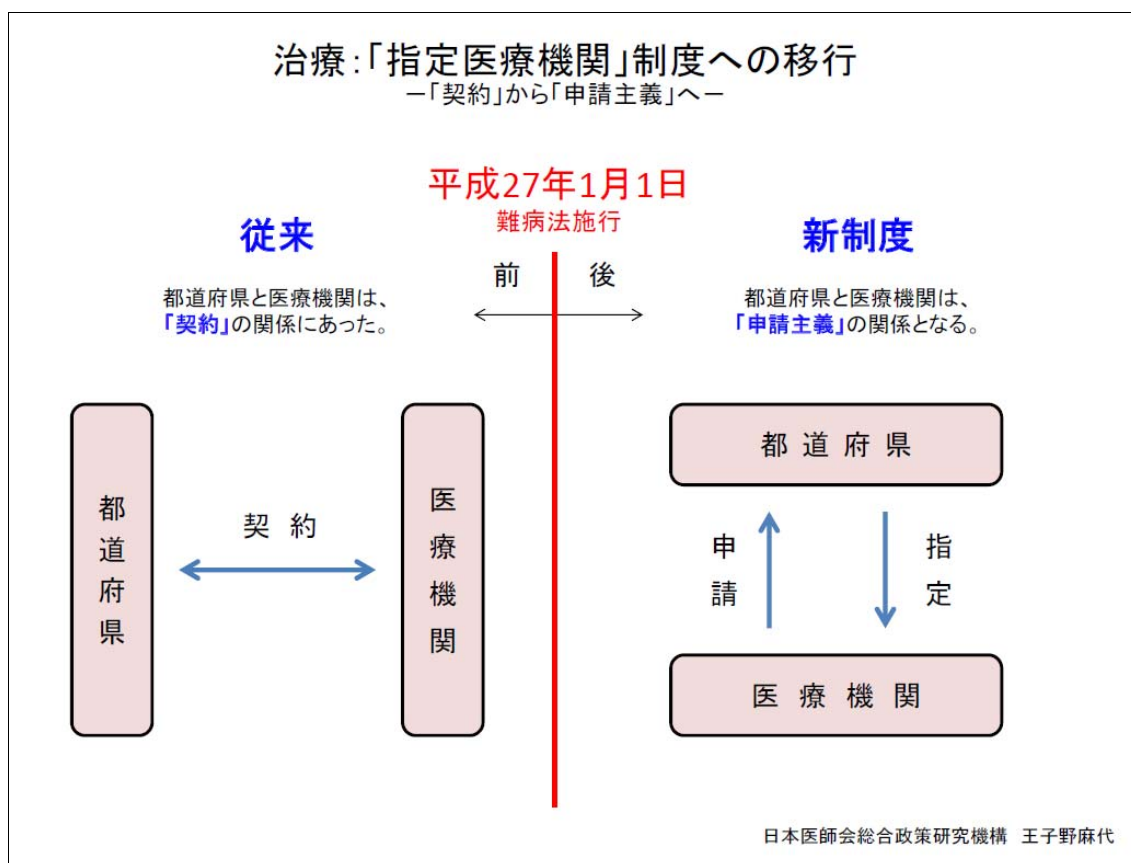 治療：「指定医療機関」制度への移行
－「契約」から「申請主義」へ－
平成27年1月1日
難病法施行
従来
都道府県と医療機関は、
「契約」の関係にあった。
前
後
新制度
都道府県と医療機関は、
「申請主義」の関係となる。
都道府県
契約
医療機関
都道府県
申請
指定
医療機関
日本医師会総合政策研究機構 王子野麻代